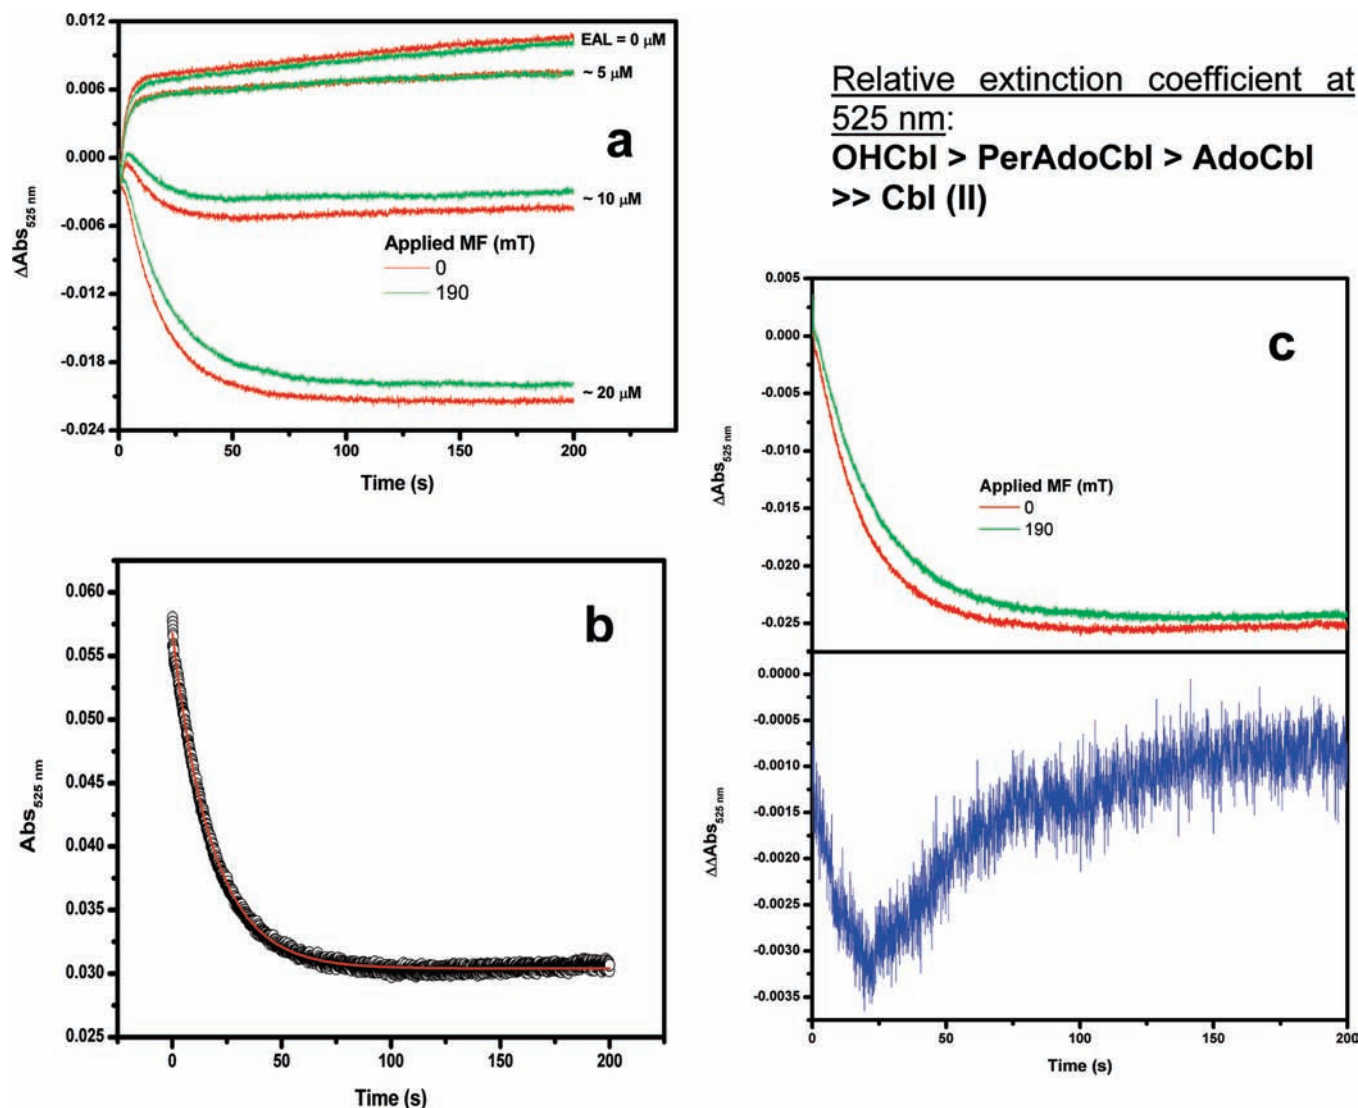 0.012
0.006
0.000
-0.006
-0.012
-0.018
-0.024
ΔAbs525 nm
EAL = 0 μM
~ 5 μM
a
~ 10 μM
Applied MF (mT)
0
190
~ 20 μM
0 50 100 150 200
Time (s)
Relative extinction coefficient at
525 nm:
OHCbl > PerAdoCbl > AdoCbl
>> Cbl (II)
0.060
0.055
0.050
0.045
0.040
0.035
0.030
0.025
Abs525 nm
b
0 50 100 150 200
Time (s)
0.005
0.000
-0.005
-0.010
-0.015
-0.020
-0.025
ΔAbs525 nm
c
Applied MF (mT)
0
190
0.0000
-0.0005
-0.0010
-0.0015
-0.0020
-0.0025
-0.0030
-0.0035
ΔΔAbs525 nm
0 50 100 150 200
Time (s)